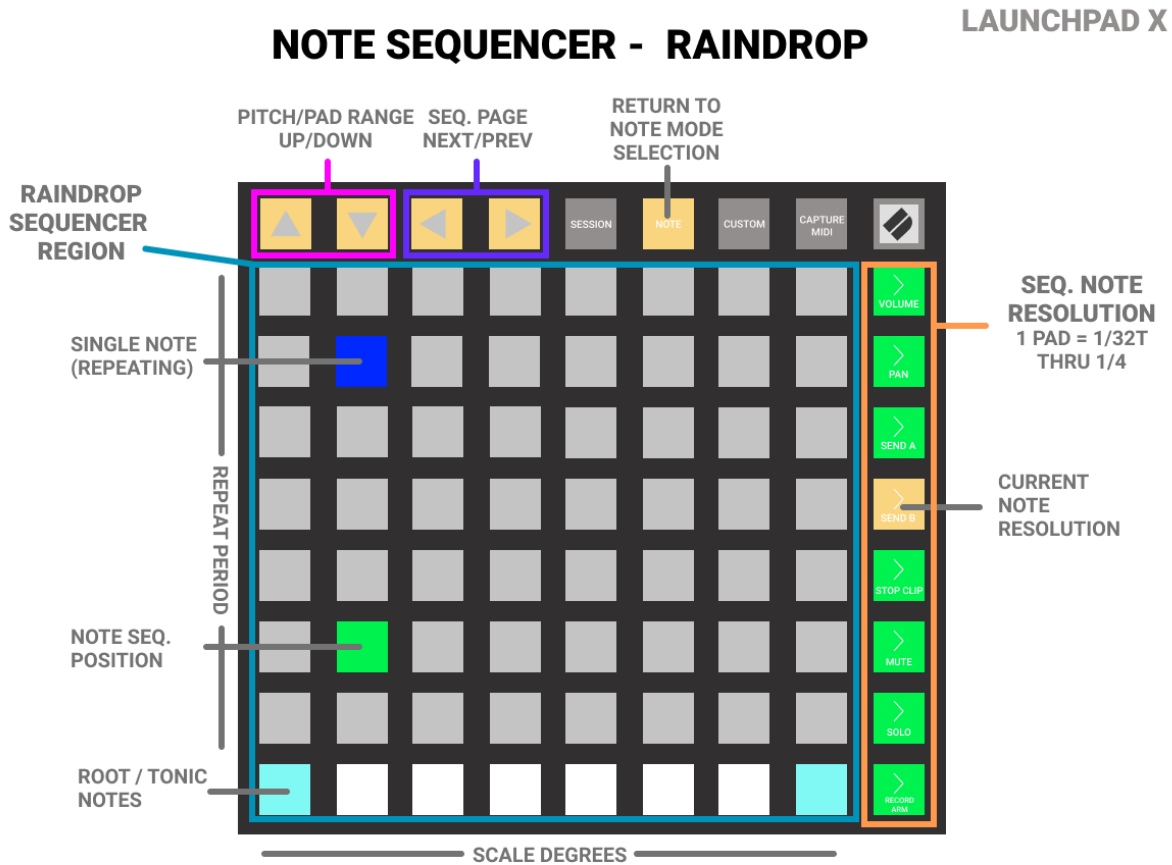 LAUNCHPAD X
NOTE SEQUENCER - RAINDROP
PITCH/PAD RANGE
UP/DOWN
SEQ. PAGE
NEXT/PREV
RETURN TO
NOTE MODE
SELECTION
RAINDROP
SEQUENCER
REGION
SESSION
NOTE
CUSTOM
CAPTURE
MIDI
VOLUME
SEQ. NOTE
RESOLUTION
1 PAD = 1/32T
THRU 1/4
SINGLE NOTE
(REPEATING)
PAN
SEND A
REPEAT PERIOD
SEND B
CURRENT
NOTE
RESOLUTION
STOP CLIP
NOTE SEQ.
POSITION
MUTE
SOLO
ROOT / TONIC
NOTES
RECORD
ARM
SCALE DEGREES